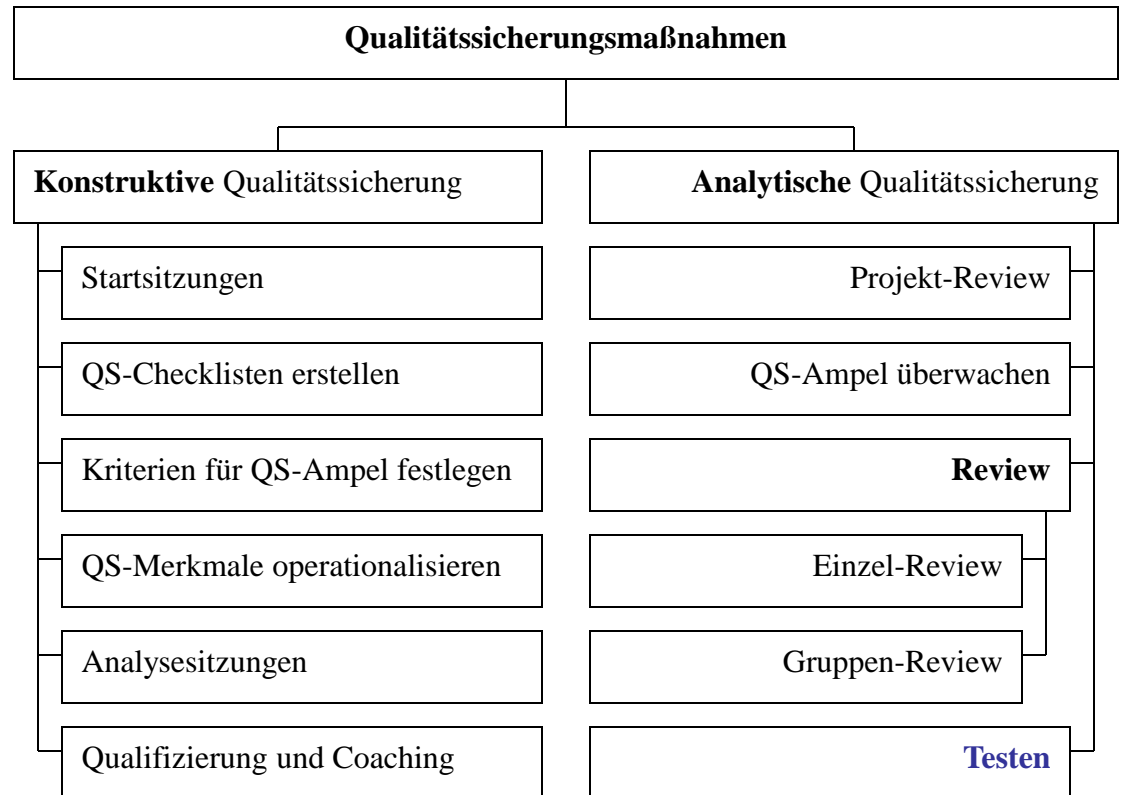 Qualitätssicherungsmaßnahmen
Konstruktive Qualitätssicherung
Startsitzungen
QS-Checklisten erstellen
Kriterien für QS-Ampel festlegen
QS-Merkmale operationalisieren
Analysesitzungen
Qualifizierung und Coaching
Analytische Qualitätssicherung
Projekt-Review
QS-Ampel überwachen
Review
Einzel-Review
Gruppen-Review
Testen